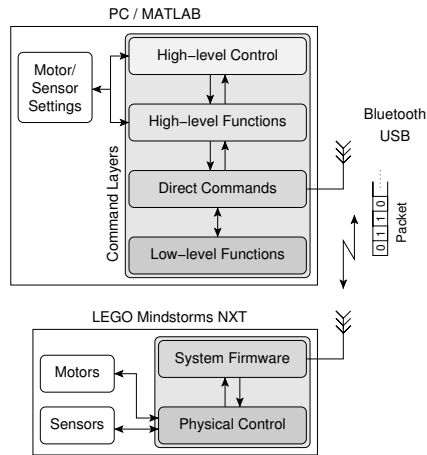 PC / MATLAB
High-level Control
Motor/
Sensor
Settings
High-level Functions
Bluetooth
USB
Command Layers
Direct Commands
0 1 1 0
Packet
Low-level Functions
LEGO Mindstorms NXT
System Firmware
Motors
Sensors
Physical Control